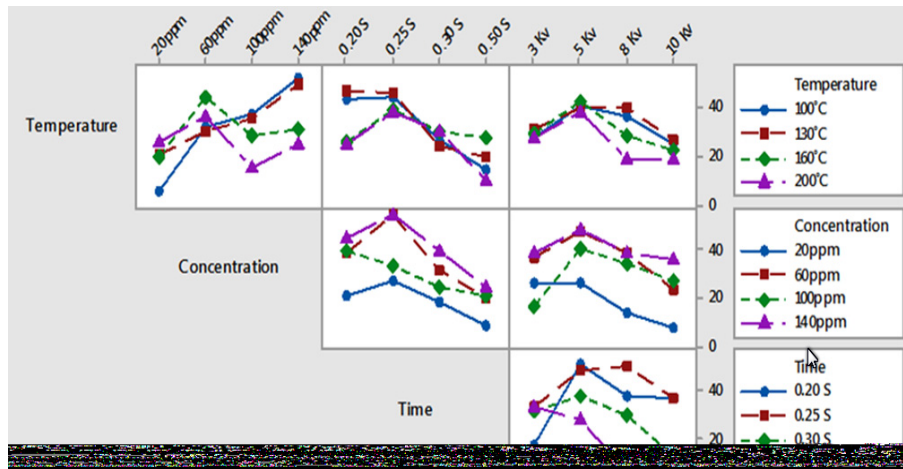 20ppm 60ppm 100ppm 140ppm 0.20 S 0.25 S 0.30 S 0.50 S 3 Kv 5 Kv 8 Kv 10 Kv
Temperature
40
20
0
Temperature
100°C
130°C
160°C
200°C
Concentration
40
20
0
Concentration
20ppm
60ppm
100ppm
140ppm
Time
40
20
Time
0.20 S
0.25 S
0.30 S